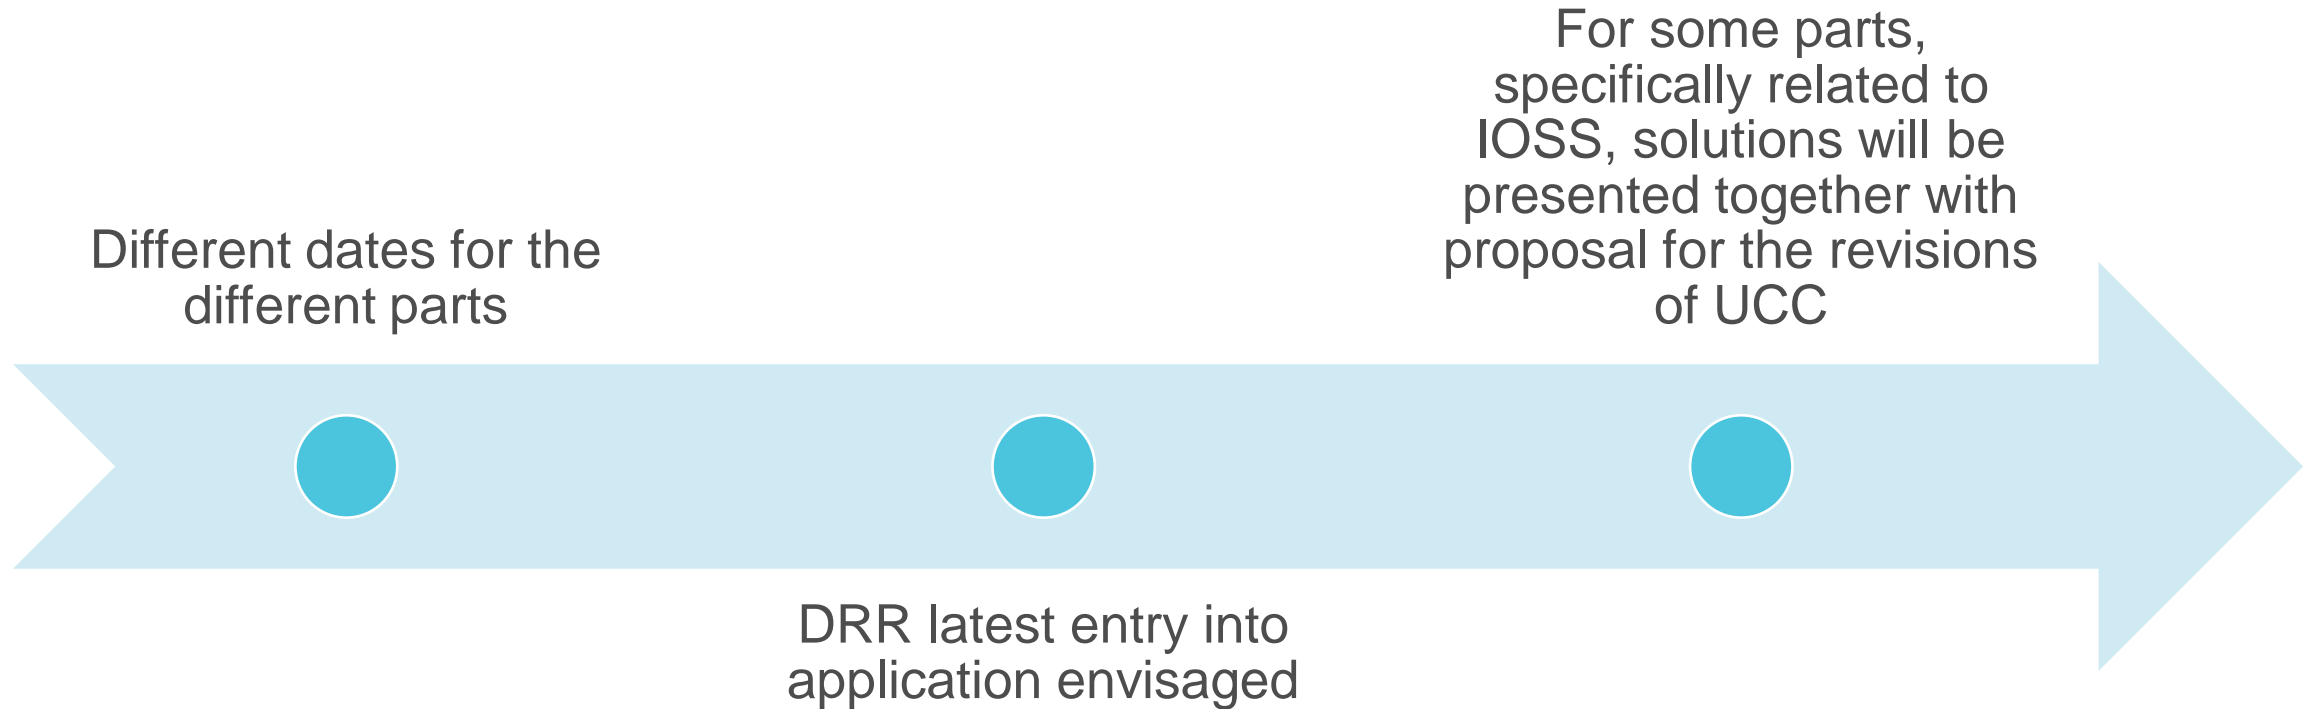 Different dates for the
different parts
DRR latest entry into
application envisaged
For some parts,
specifically related to
IOSS, solutions will be
presented together with
proposal for the revisions
of UCC